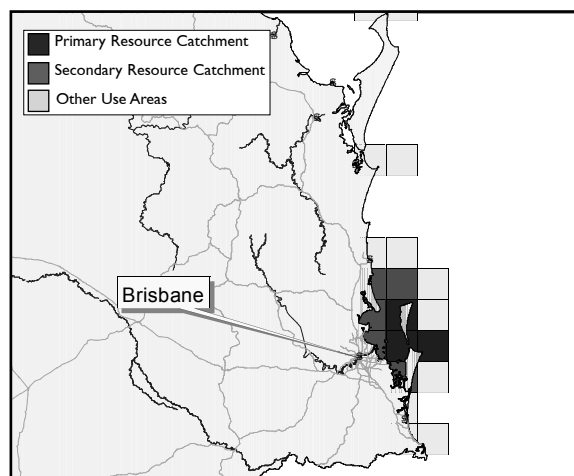 Primary Resource Catchment
Secondary Resource Catchment
Other Use Areas
Brisbane